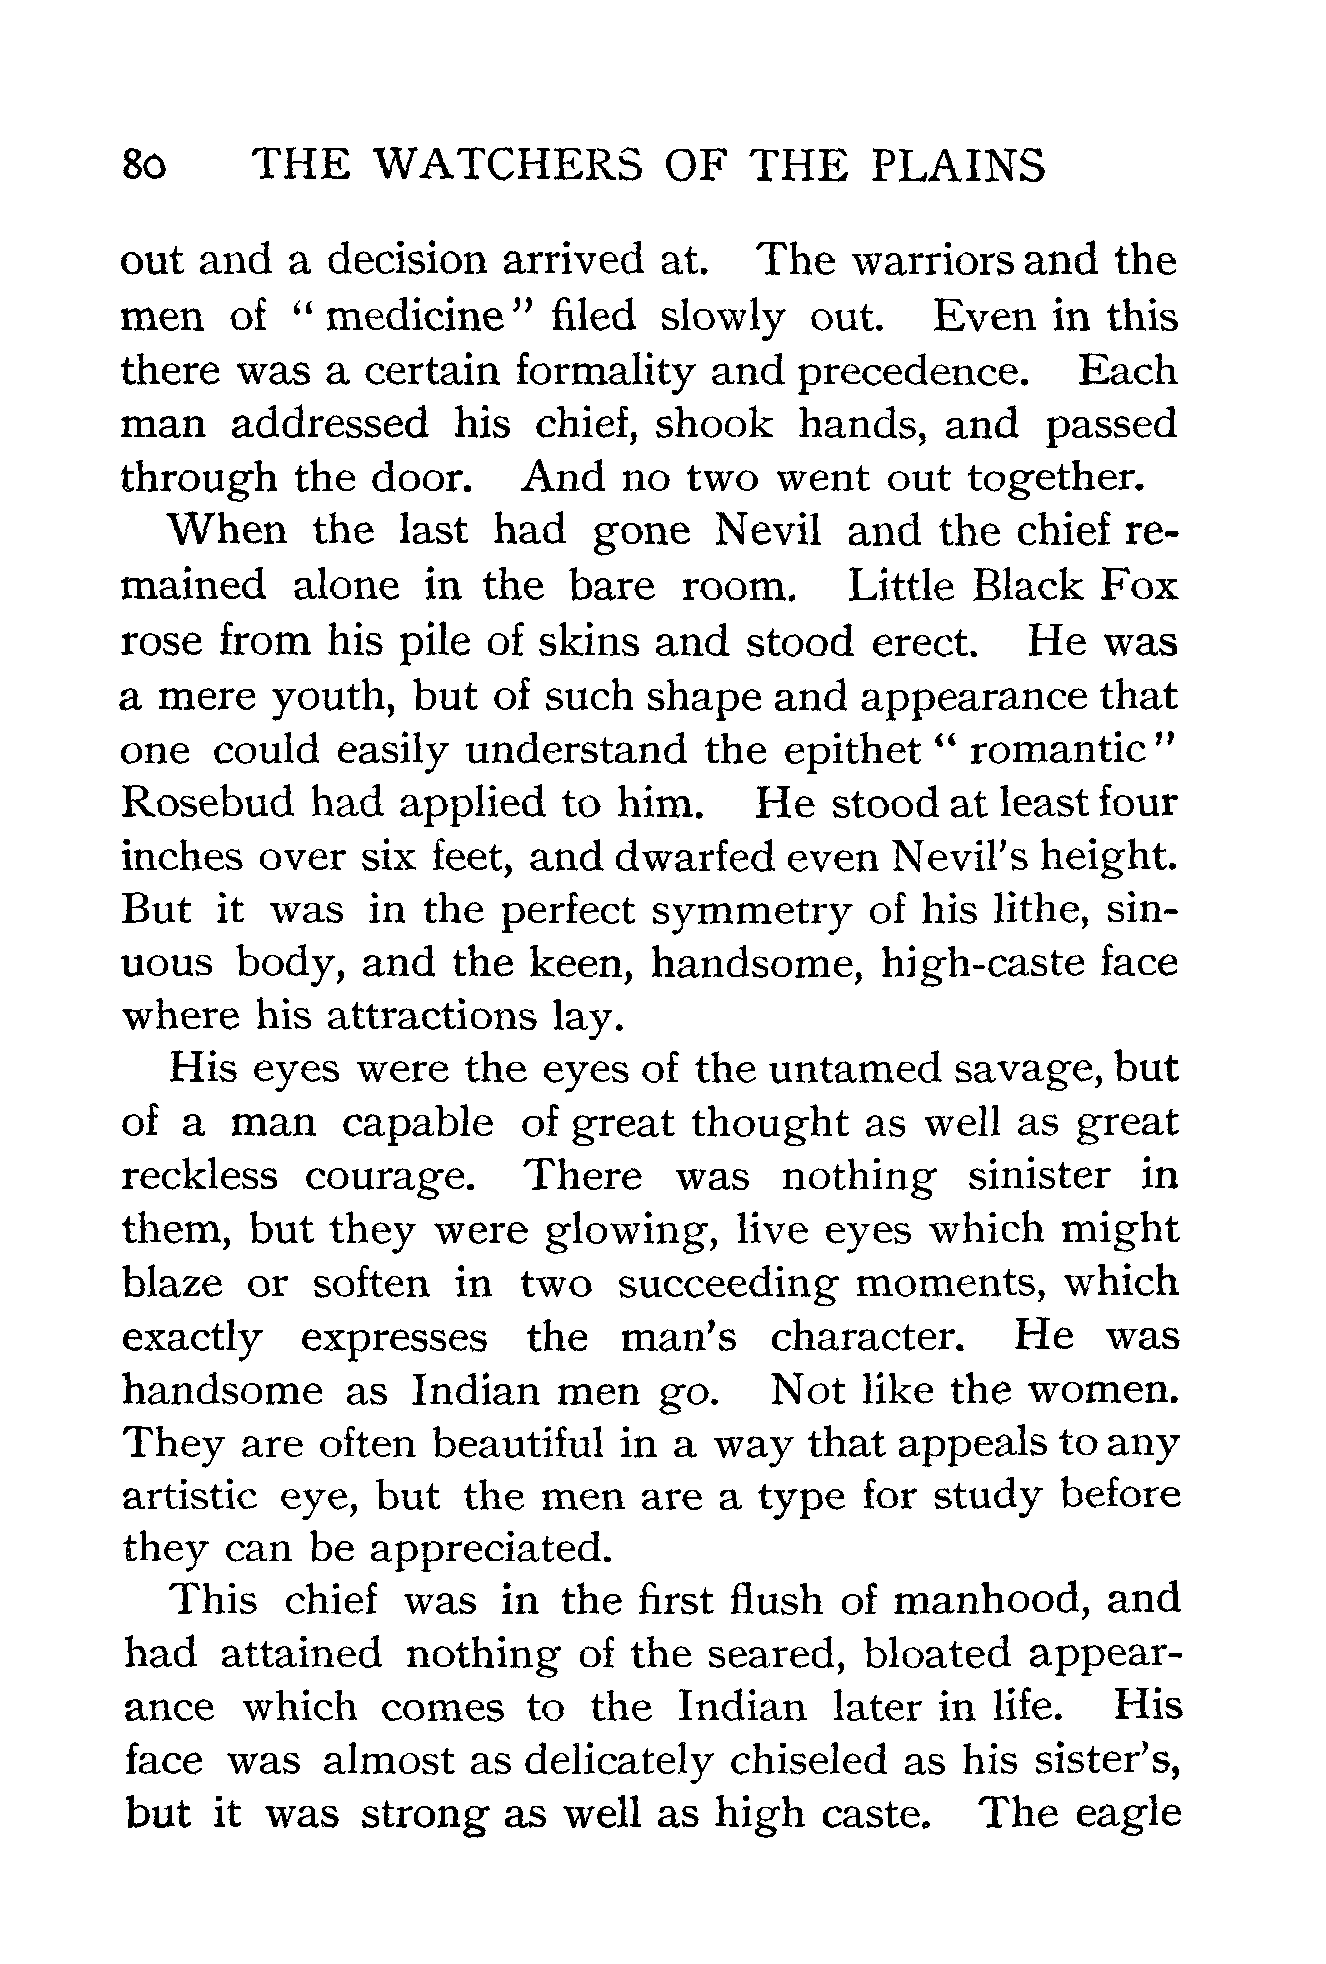 80 THE WATCHERS OF THE PLAINS
out and a decision arrived at. The warriors and the
men of " medicine" filed slowly out. Even in this
there was a certain formality and precedence. Each
man addressed his chief, shook hands, and passed
through the door. And no two went out together.
When the last had gone Nevil and the chief re-
mained alone in the bare room. Little Black Fox
rose from his pile of skins and stood erect. He was
a mere youth, but of such shape and appearance that
one could easily understand the epithet " romantic"
Rosebud had applied to him. He stood at least four
inches over six feet, and dwarfed even Nevil's height.
But it was in the perfect symmetry of his lithe, sin-
uous body, and the keen, handsome, high-caste face
where his attractions lay.
His eyes were the eyes of the untamed savage, but
of a man capable of great thought as well as great
reckless courage. There was nothing sinister in
them, but they were glowing, live eyes which might
blaze or soften in two succeeding moments, which
exactly expresses the man's character. He was
handsome as Indian men go. Not like the women.
They are often beautiful in a way that appeals to any
artistic eye, but the men are a type for study before
they can be appreciated.
This chief was in the first flush of manhood, and
had attained nothing of the seared, bloated appear-
ance which comes to the Indian later in life. His
face was almost as delicately chiseled as his sister's,
but it was strong as well as high caste. The eagle